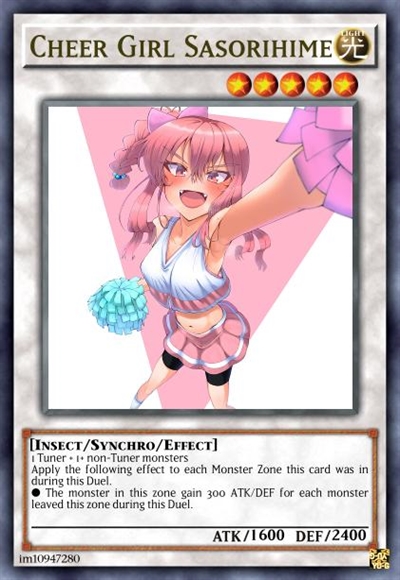 CHEER GIRL SASORIHIME
LIGHT
光
[INSECT/SYNCHRO/EFFECT]
1 Tuner + 1+ non-Tuner monsters
Apply the following effect to each Monster Zone this card was in
during this Duel.
● The monster in this zone gain 300 ATK/DEF for each monster
leaved this zone during this Duel.
ATK/1600 DEF/2400
im10947280